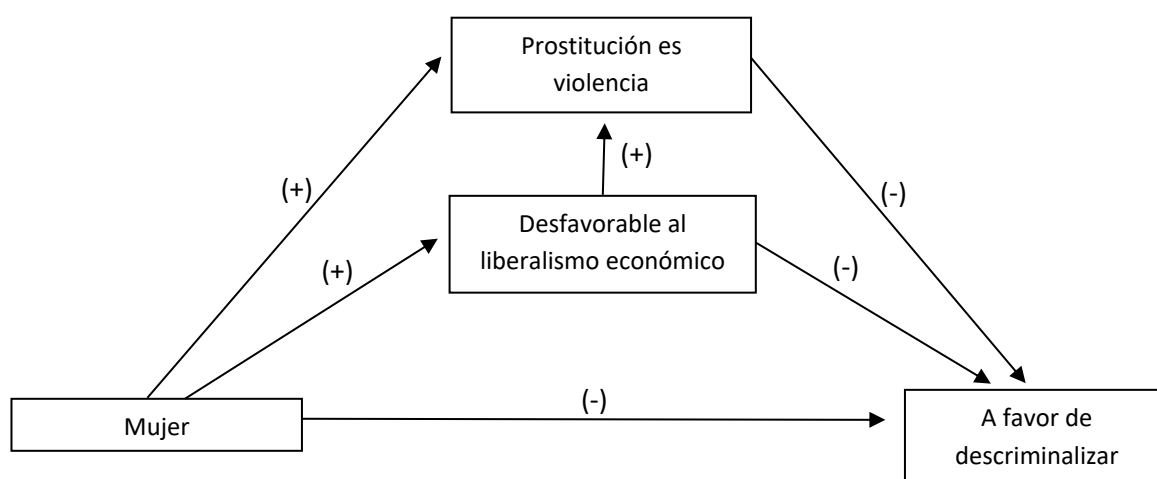 Prostitución es
violencia
(+)
(+)
(-)
Desfavorable al
liberalismo económico
(+)
(-)
(-)
Mujer
A favor de
descriminalizar